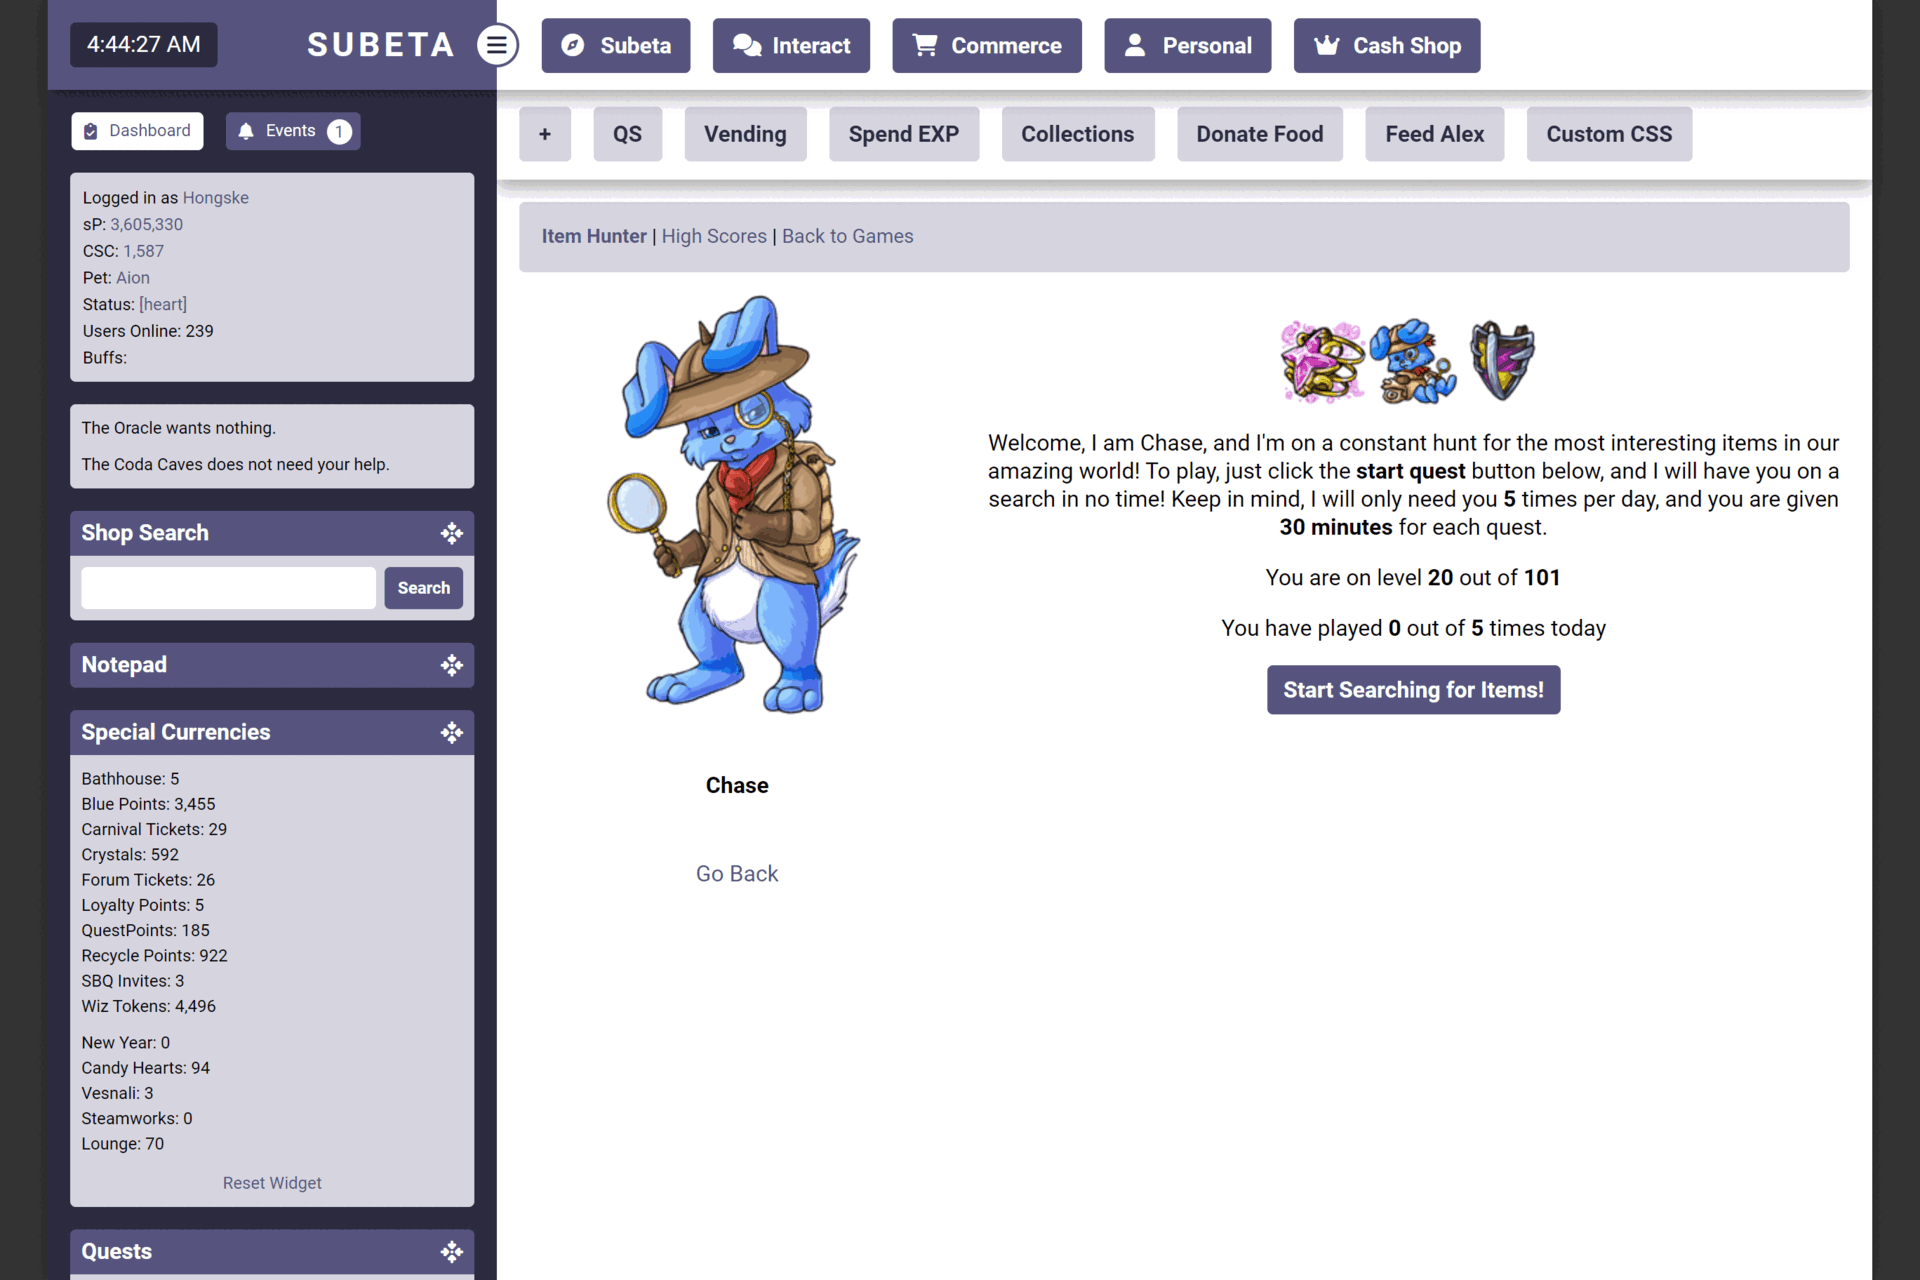 4:44:27 AM
SUBETA
Subeta
Interact
Commerce
Personal
Cash Shop
Dashboard
Events 1
+
QS
Vending
Spend EXP
Collections
Donate Food
Feed Alex
Custom CSS
Logged in as Hongske
sP: 3,605,330
CSC: 1,587
Pet: Aion
Status: [heart]
Users Online: 239
Buffs:
The Oracle wants nothing.
The Coda Caves does not need your help.
Shop Search
Search
Notepad
Special Currencies
Bathhouse: 5
Blue Points: 3,455
Carnival Tickets: 29
Crystals: 592
Forum Tickets: 26
Loyalty Points: 5
QuestPoints: 185
Recycle Points: 922
SBQ Invites: 3
Wiz Tokens: 4,496
New Year: 0
Candy Hearts: 94
Vesnali: 3
Steamworks: 0
Lounge: 70
Reset Widget
Quests
Item Hunter | High Scores | Back to Games
Chase
Go Back
Welcome, I am Chase, and I'm on a constant hunt for the most interesting items in our
amazing world! To play, just click the start quest button below, and I will have you on a
search in no time! Keep in mind, I will only need you 5 times per day, and you are given
30 minutes for each quest.
You are on level 20 out of 101
You have played 0 out of 5 times today
Start Searching for Items!